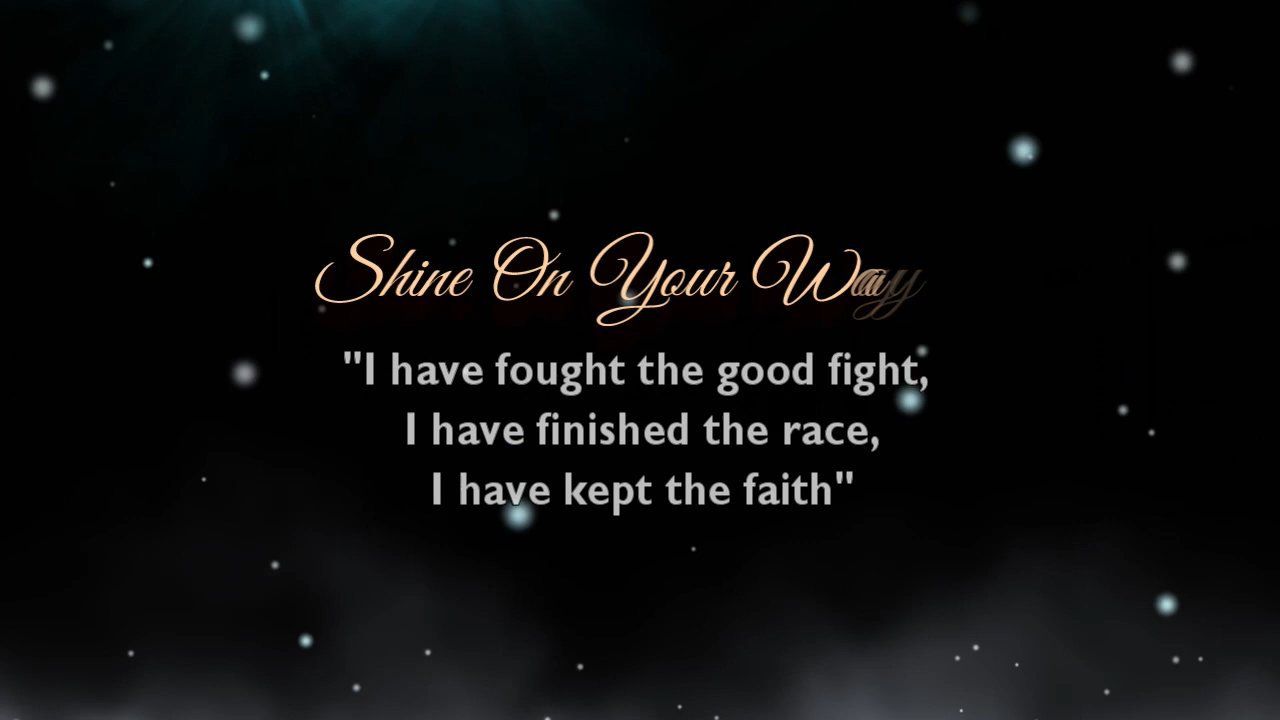 Shine On Your Way
"I have fought the good fight,
I have finished the race,
I have kept the faith"